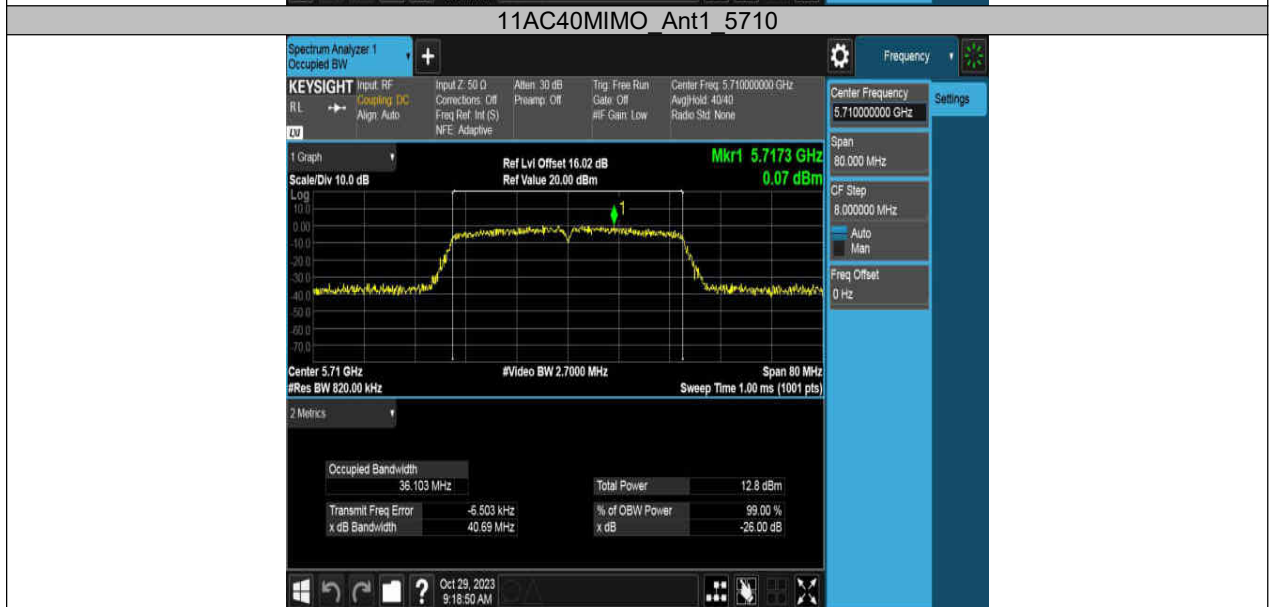 11AC40MIMO_Ant1_5710
Spectrum Analyzer 1
Occupied BW
+
Frequency
KEYSIGHT
RL
LXI
Input: RF
Coupling: DC
Align: Auto
Input Z: 50 Ω
Corrections: Off
Freq Ref: Int (S)
NFE: Adaptive
Atten: 30 dB
Preamp: Off
Trig: Free Run
Gate: Off
#IF Gain: Low
Center Freq: 5.710000000 GHz
Avg|Hold: 40/40
Radio Std: None
Center Frequency
5.710000000 GHz
Settings
Span
80.000 MHz
CF Step
8.000000 MHz
Auto
Man
Freq Offset
0 Hz
1 Graph
Scale/Div 10.0 dB
Ref Lvl Offset 16.02 dB
Ref Value 20.00 dBm
Mkr1 5.7173 GHz
0.07 dBm
Log
10.0
0.00
-10.0
-20.0
-30.0
-40.0
-50.0
-60.0
-70.0
1
Center 5.71 GHz
#Video BW 2.7000 MHz
Span 80 MHz
#Res BW 820.00 kHz
Sweep Time 1.00 ms (1001 pts)
2 Metrics
Occupied Bandwidth
36.103 MHz
Total Power 12.8 dBm
Transmit Freq Error -6.503 kHz
% of OBW Power 99.00 %
x dB Bandwidth 40.69 MHz
x dB -26.00 dB
?
Oct 29, 2023
9:18:50 AM